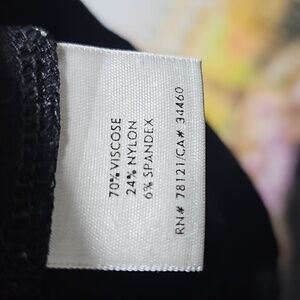 70% VISCOSE
24% NYLON
6% SPANDEX
RN# 78121/CA# 34460